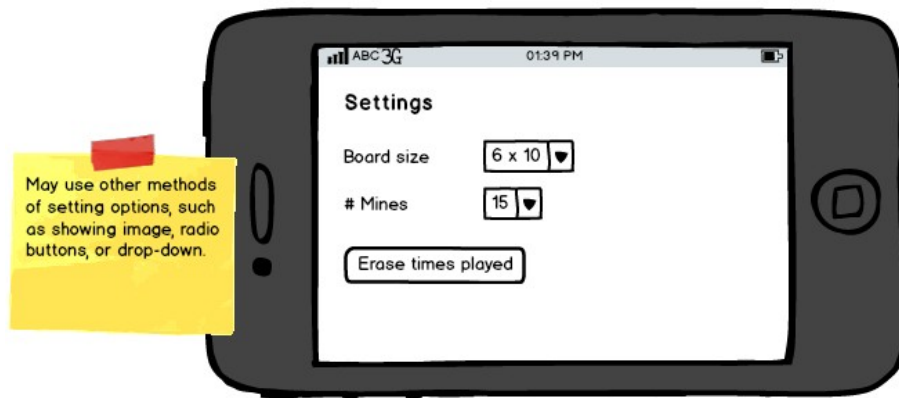 ABC 3G 01:39 PM
Settings
Board size 6 x 10
# Mines 15
Erase times played
May use other methods
of setting options, such
as showing image, radio
buttons, or drop-down.